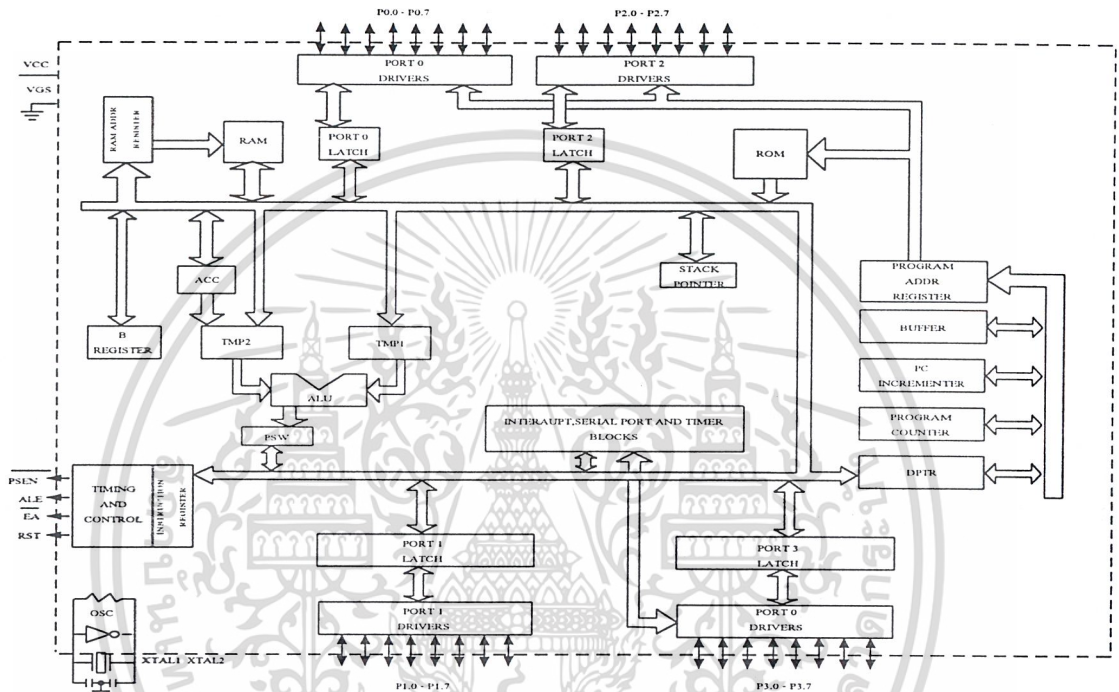 P0.0 - P0.7
P2.0 - P2.7
VCC
VGS
PORT 0
DRIVERS
PORT 2
DRIVERS
RAM ADDR
RAM
PORT 0
LATCH
PORT 2
LATCH
ROM
ACC
STACK
POINTER
PROGRAM
ADDR
REGISTER
B
REGISTER
TMP2
TMP1
BUFFER
ALU
PC
INCREMENTER
PSW
INTERAUPT,SERIAL PORT AND TIMER
BLOCKS
PROGRAM
COUNTER
DPTR
PSEN
ALE
EA
RST
TIMING
AND
CONTROL
INSTRUCTION
REGISTER
PORT 1
LATCH
PORT 3
LATCH
OSC
PORT 1
DRIVERS
PORT 0
DRIVERS
XTAL1 XTAL2
P1.0 - P1.7
P3.0 - P3.7